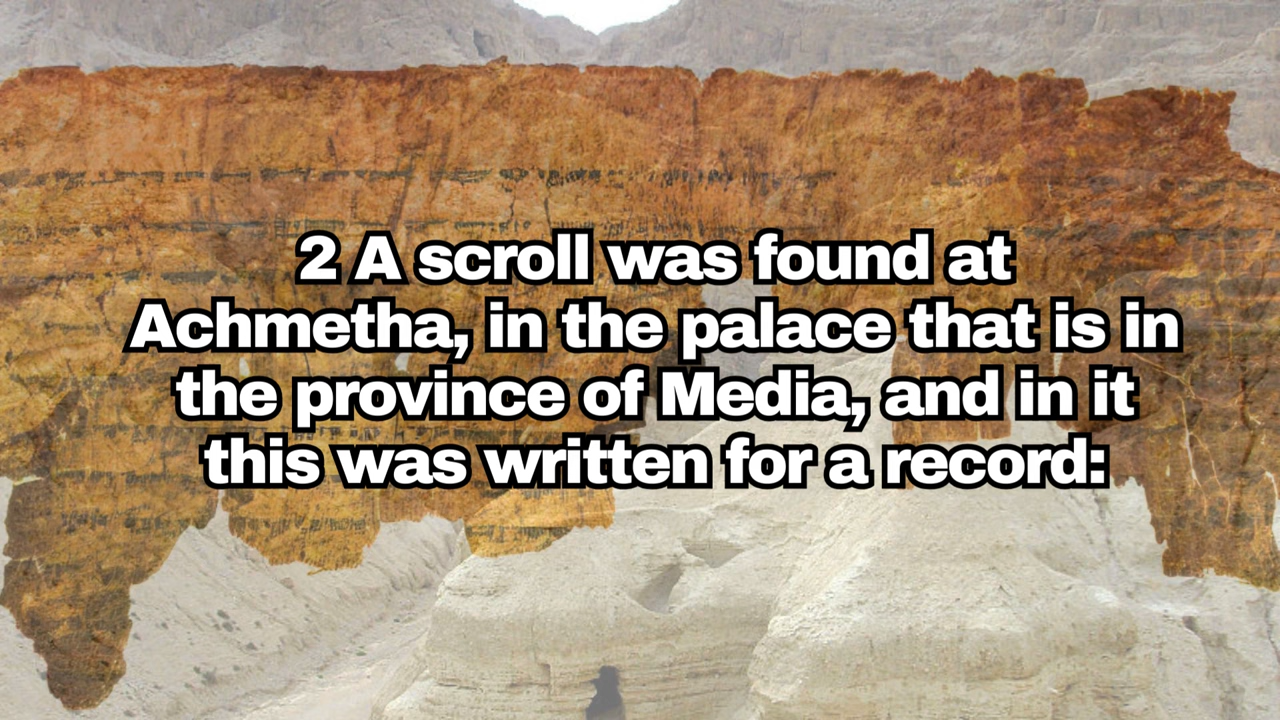 2 A scroll was found at
Achmetha, in the palace that is in
the province of Media, and in it
this was written for a record: